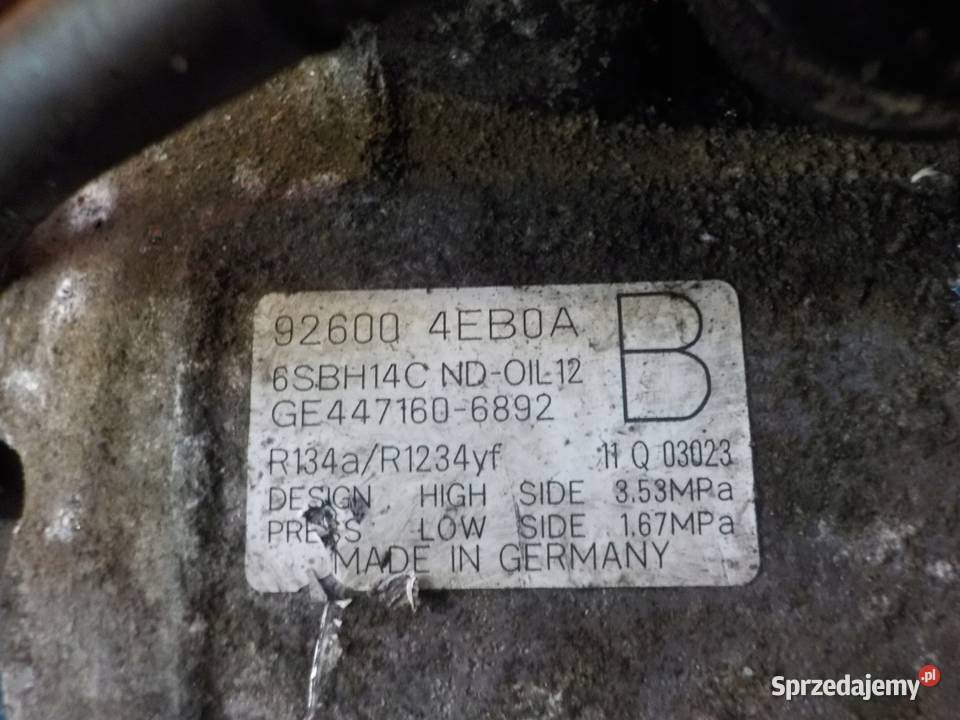 92600 4EB0A B
6SBH14C ND-OIL12
GE447160-6892
R134a/R1234yf 11 Q 03023
DESIGN HIGH SIDE 3.53MPa
PRESS LOW SIDE 1.67MPa
MADE IN GERMANY
Sprzedajemy.pl